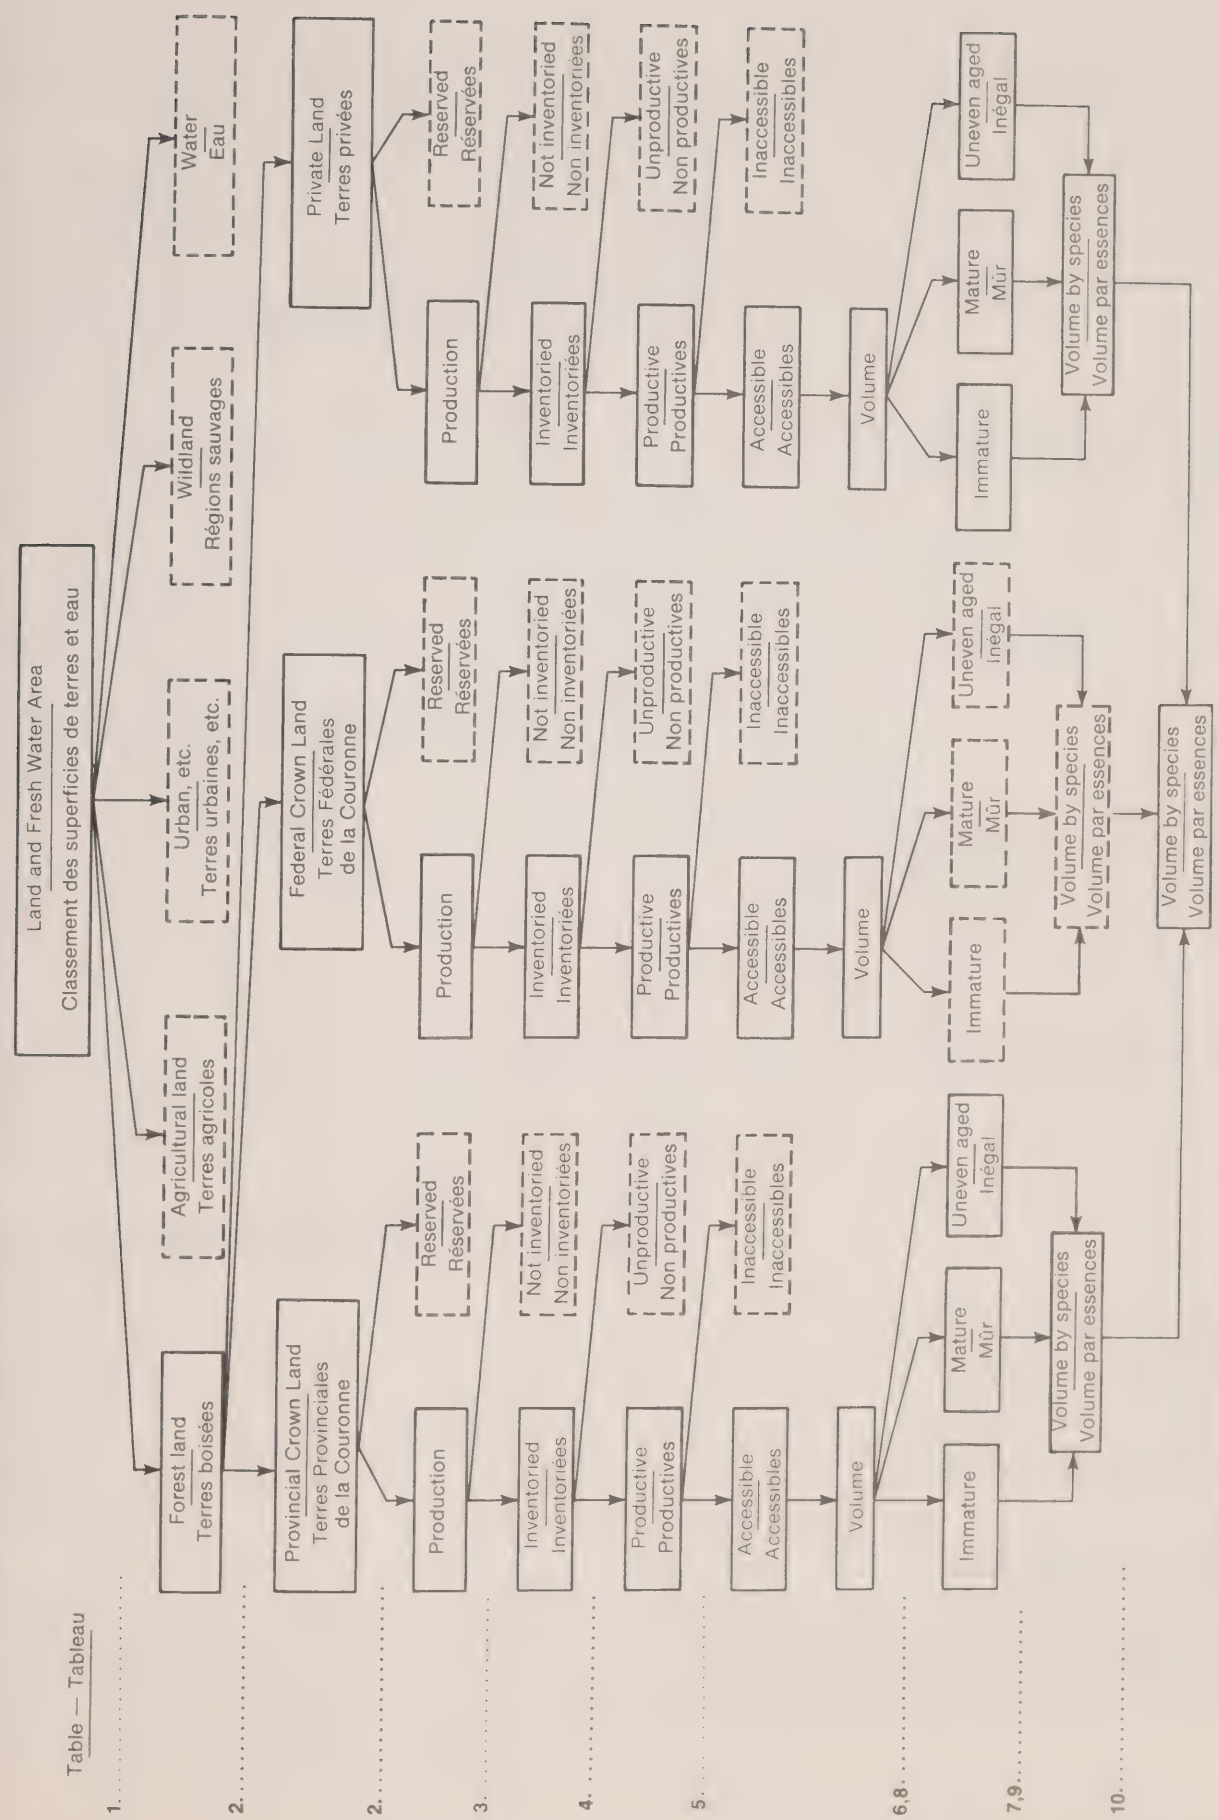 Land and Fresh Water Area
Classement des superficies de terres et eau
Table — Tableau
1.
Forest land
Terres boisées
Agricultural land
Terres agricoles
Urban, etc.
Terres urbaines, etc.
Wildland
Régions sauvages
Water
Eau
2.
Provincial Crown Land
Terres Provinciales
de la Couronne
Federal Crown Land
Terres Fédérales
de la Couronne
Private Land
Terres privées
2.
Production
Reserved
Réservées
Production
Reserved
Réservées
Production
Reserved
Réservées
3.
Inventoried
Inventoriées
Not inventoried
Non inventoriées
Inventoried
Inventoriées
Not inventoried
Non inventoriées
Inventoried
Inventoriées
Not inventoried
Non inventoriées
4.
Productive
Productives
Unproductive
Non productives
Productive
Productives
Unproductive
Non productives
Productive
Productives
Unproductive
Non productives
5.
Accessible
Accessibles
Inaccessible
Inaccessibles
Accessible
Accessibles
Inaccessible
Inaccessibles
Accessible
Accessibles
Inaccessible
Inaccessibles
Volume
Volume
Volume
6,8.
Immature
Mature
Mûr
Uneven aged
Inégal
Immature
Mature
Mûr
Uneven aged
Inégal
Immature
Mature
Mûr
Uneven aged
Inégal
7,9.
Volume by species
Volume par essences
Volume by species
Volume par essences
Volume by species
Volume par essences
10.
Volume by species
Volume par essences